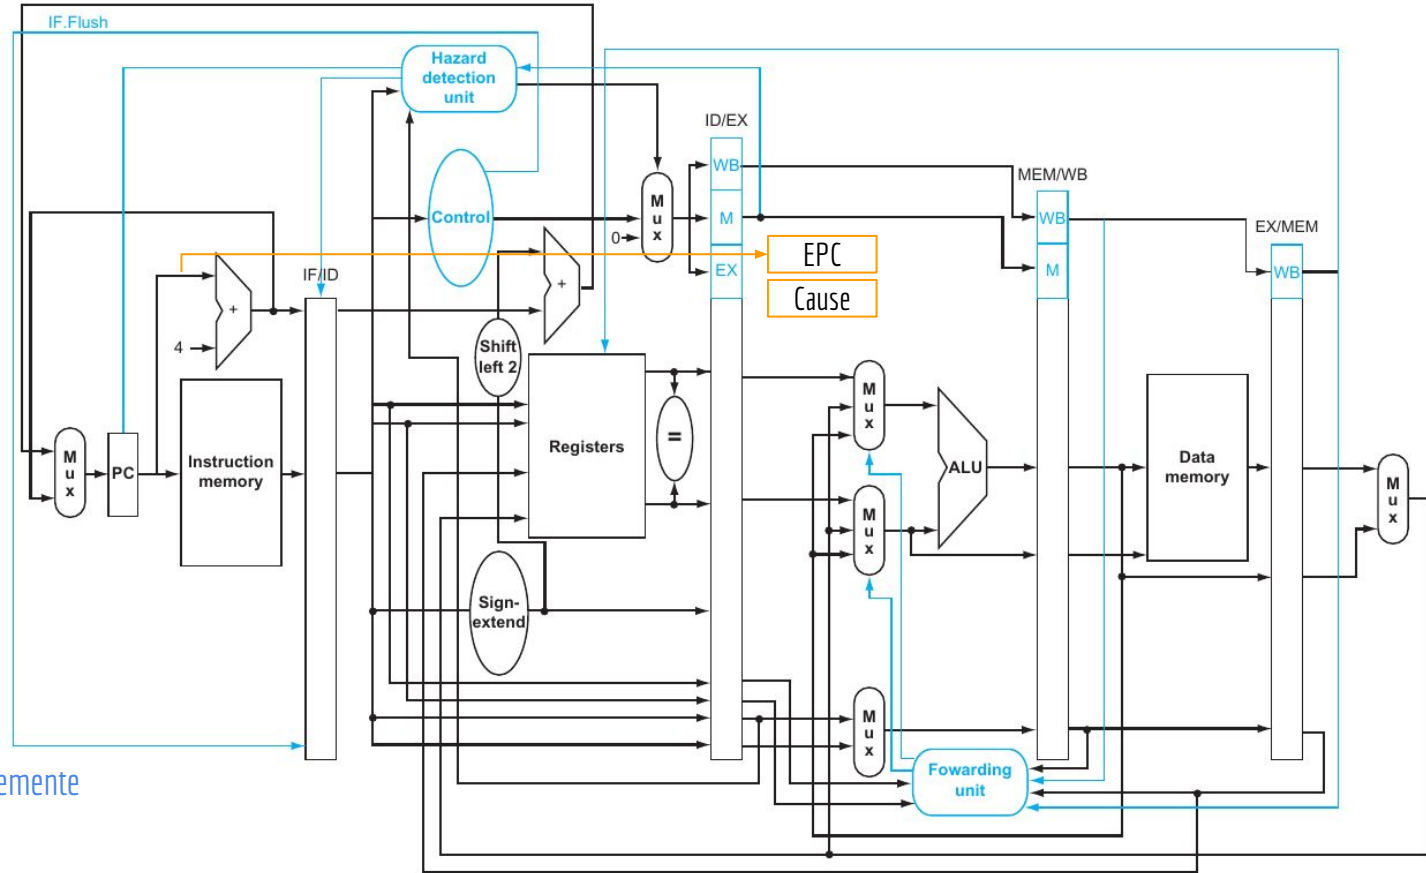 IF.Flush
Hazard
detection
unit
ID/EX
WB
M
EX
MEM/WB
WB
M
EX/MEM
WB
Control
M
u
x
0
EPC
Cause
IF/ID
+
+
4
Shift
left 2
M
u
x
PC
Instruction
memory
Registers
=
M
u
x
M
u
x
ALU
Data
memory
M
u
x
Sign-
extend
M
u
x
Fowarding
unit
emente